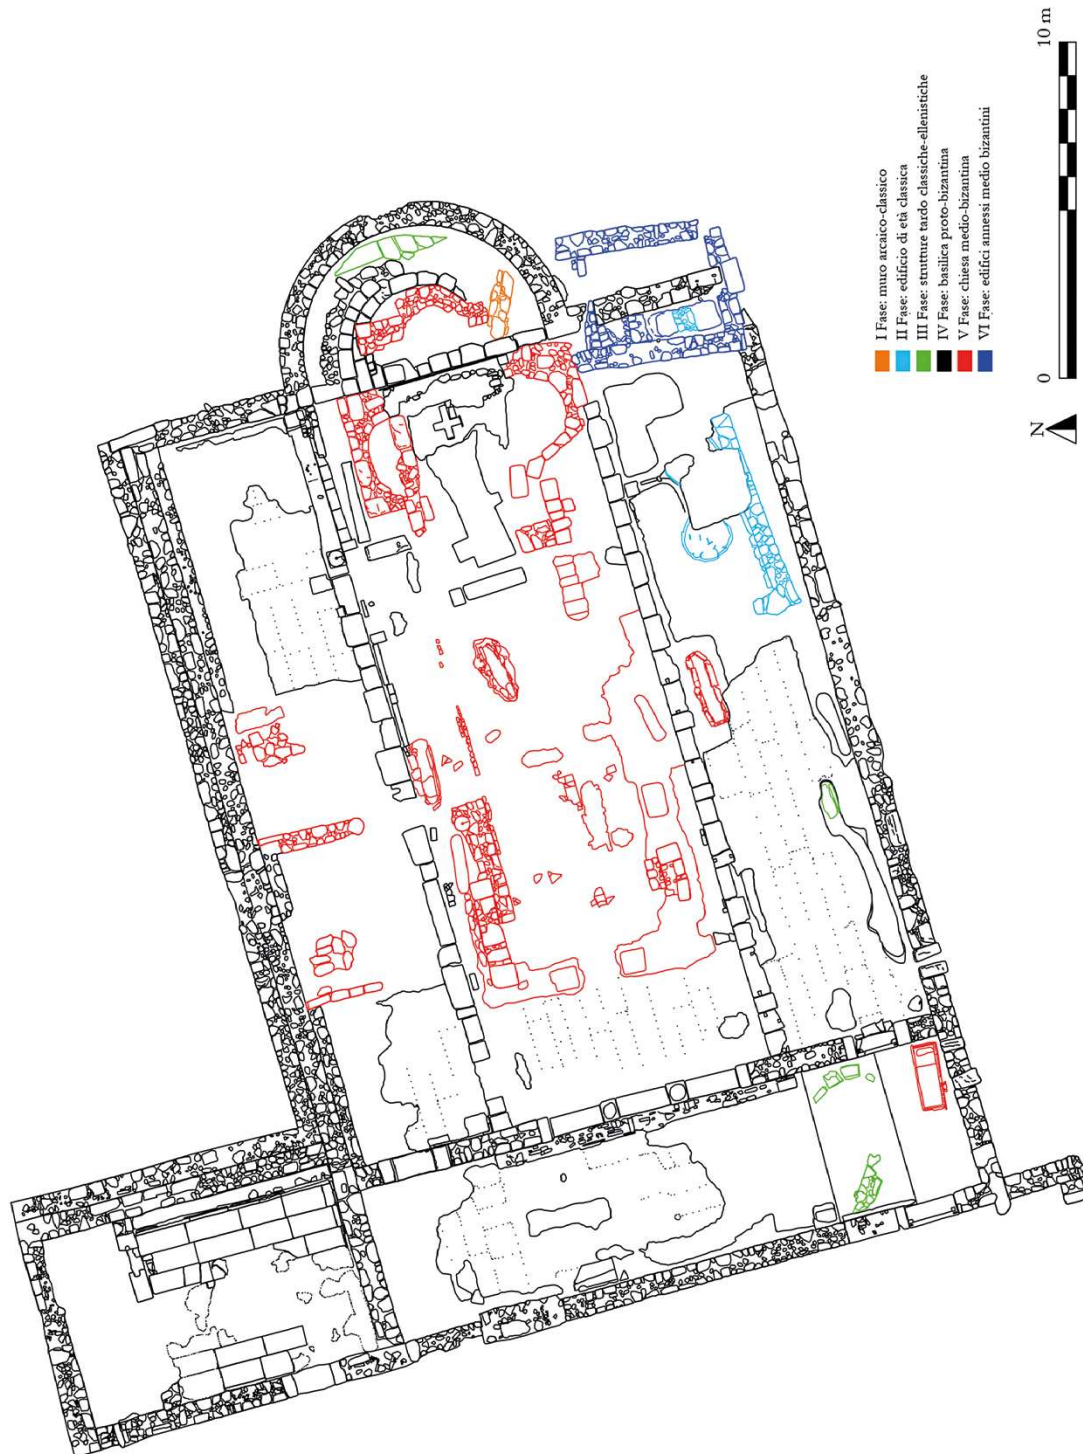 I Fase: muro arcaico-classico
II Fase: edificio di età classica
III Fase: strutture tardo classiche-ellenistiche
IV Fase: basilica proto-bizantina
V Fase: chiesa medio-bizantina
VI Fase: edifici annessi medio bizantini
N
0
10 m